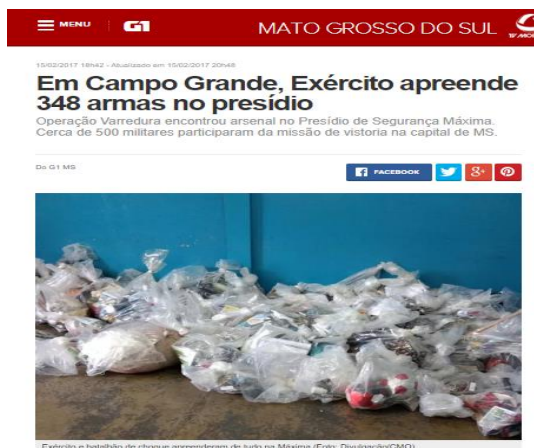 MENU G1 MATO GROSSO DO SUL
15/02/2017 18h42 - Atualizado em 15/02/2017 20h48
Em Campo Grande, Exército apreende
348 armas no presídio
Operação Varredura encontrou arsenal no Presídio de Segurança Máxima.
Cerca de 500 militares participaram da missão de vistoria na capital de MS.
Do G1 MS
FACEBOOK
Exército e batalhão de choque apreenderam de tudo na Máxima (Foto: Divulgação/CMO)